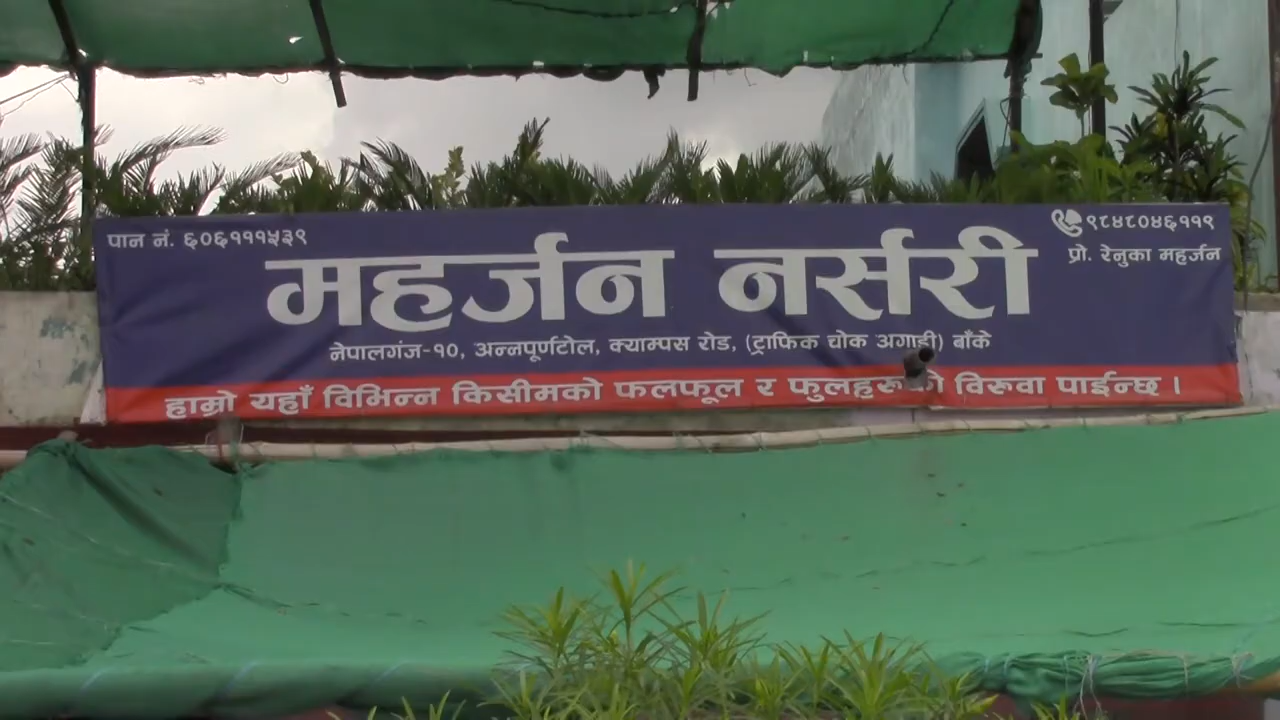 पान नं. ६०६१११५३९
९८४८०४६११९
प्रो. रेनुका महर्जन
महर्जन नर्सरी
नेपालगंज-१०, अन्नपूर्णटोल, क्याम्पस रोड, (ट्राफिक चोक अगाडी) बाँके
हाम्रो यहाँ विभिन्न किसीमको फलफूल र फुलहरुको विरूवा पाईन्छ ।